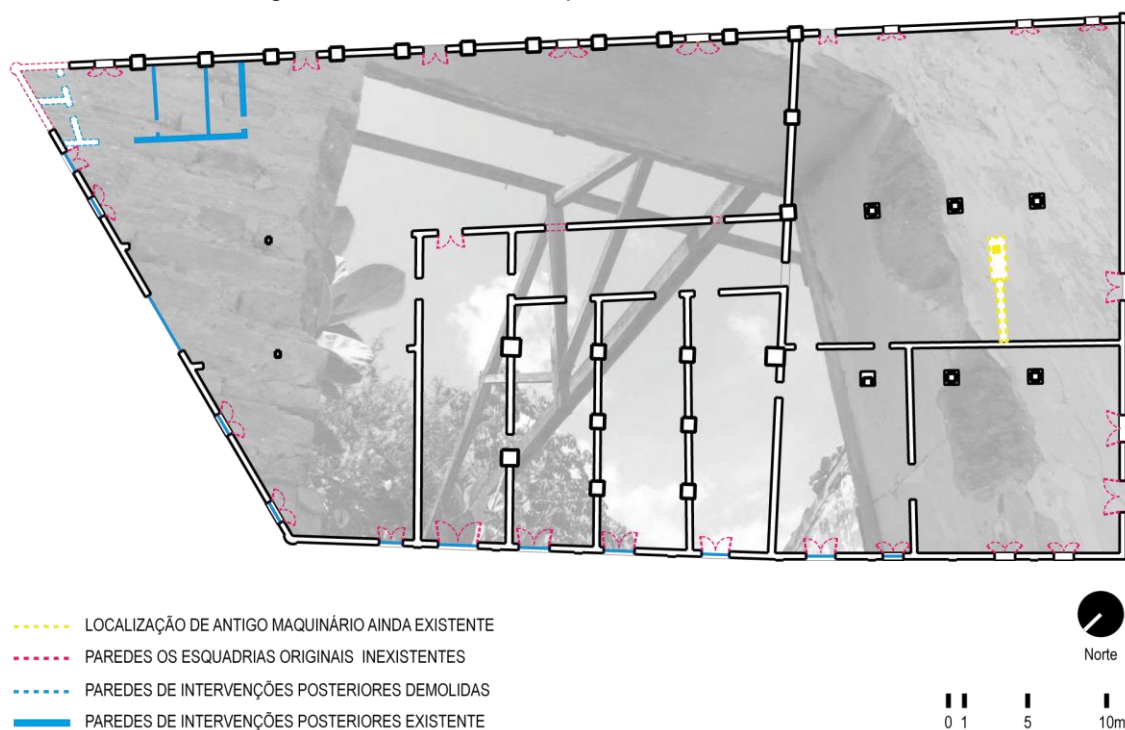 LOCALIZAÇÃO DE ANTIGO MAQUINÁRIO AINDA EXISTENTE
PAREDES OS ESQUADRIAS ORIGINAIS INEXISTENTES
PAREDES DE INTERVENÇÕES POSTERIORES DEMOLIDAS
PAREDES DE INTERVENÇÕES POSTERIORES EXISTENTE
Norte
0 1 5 10m